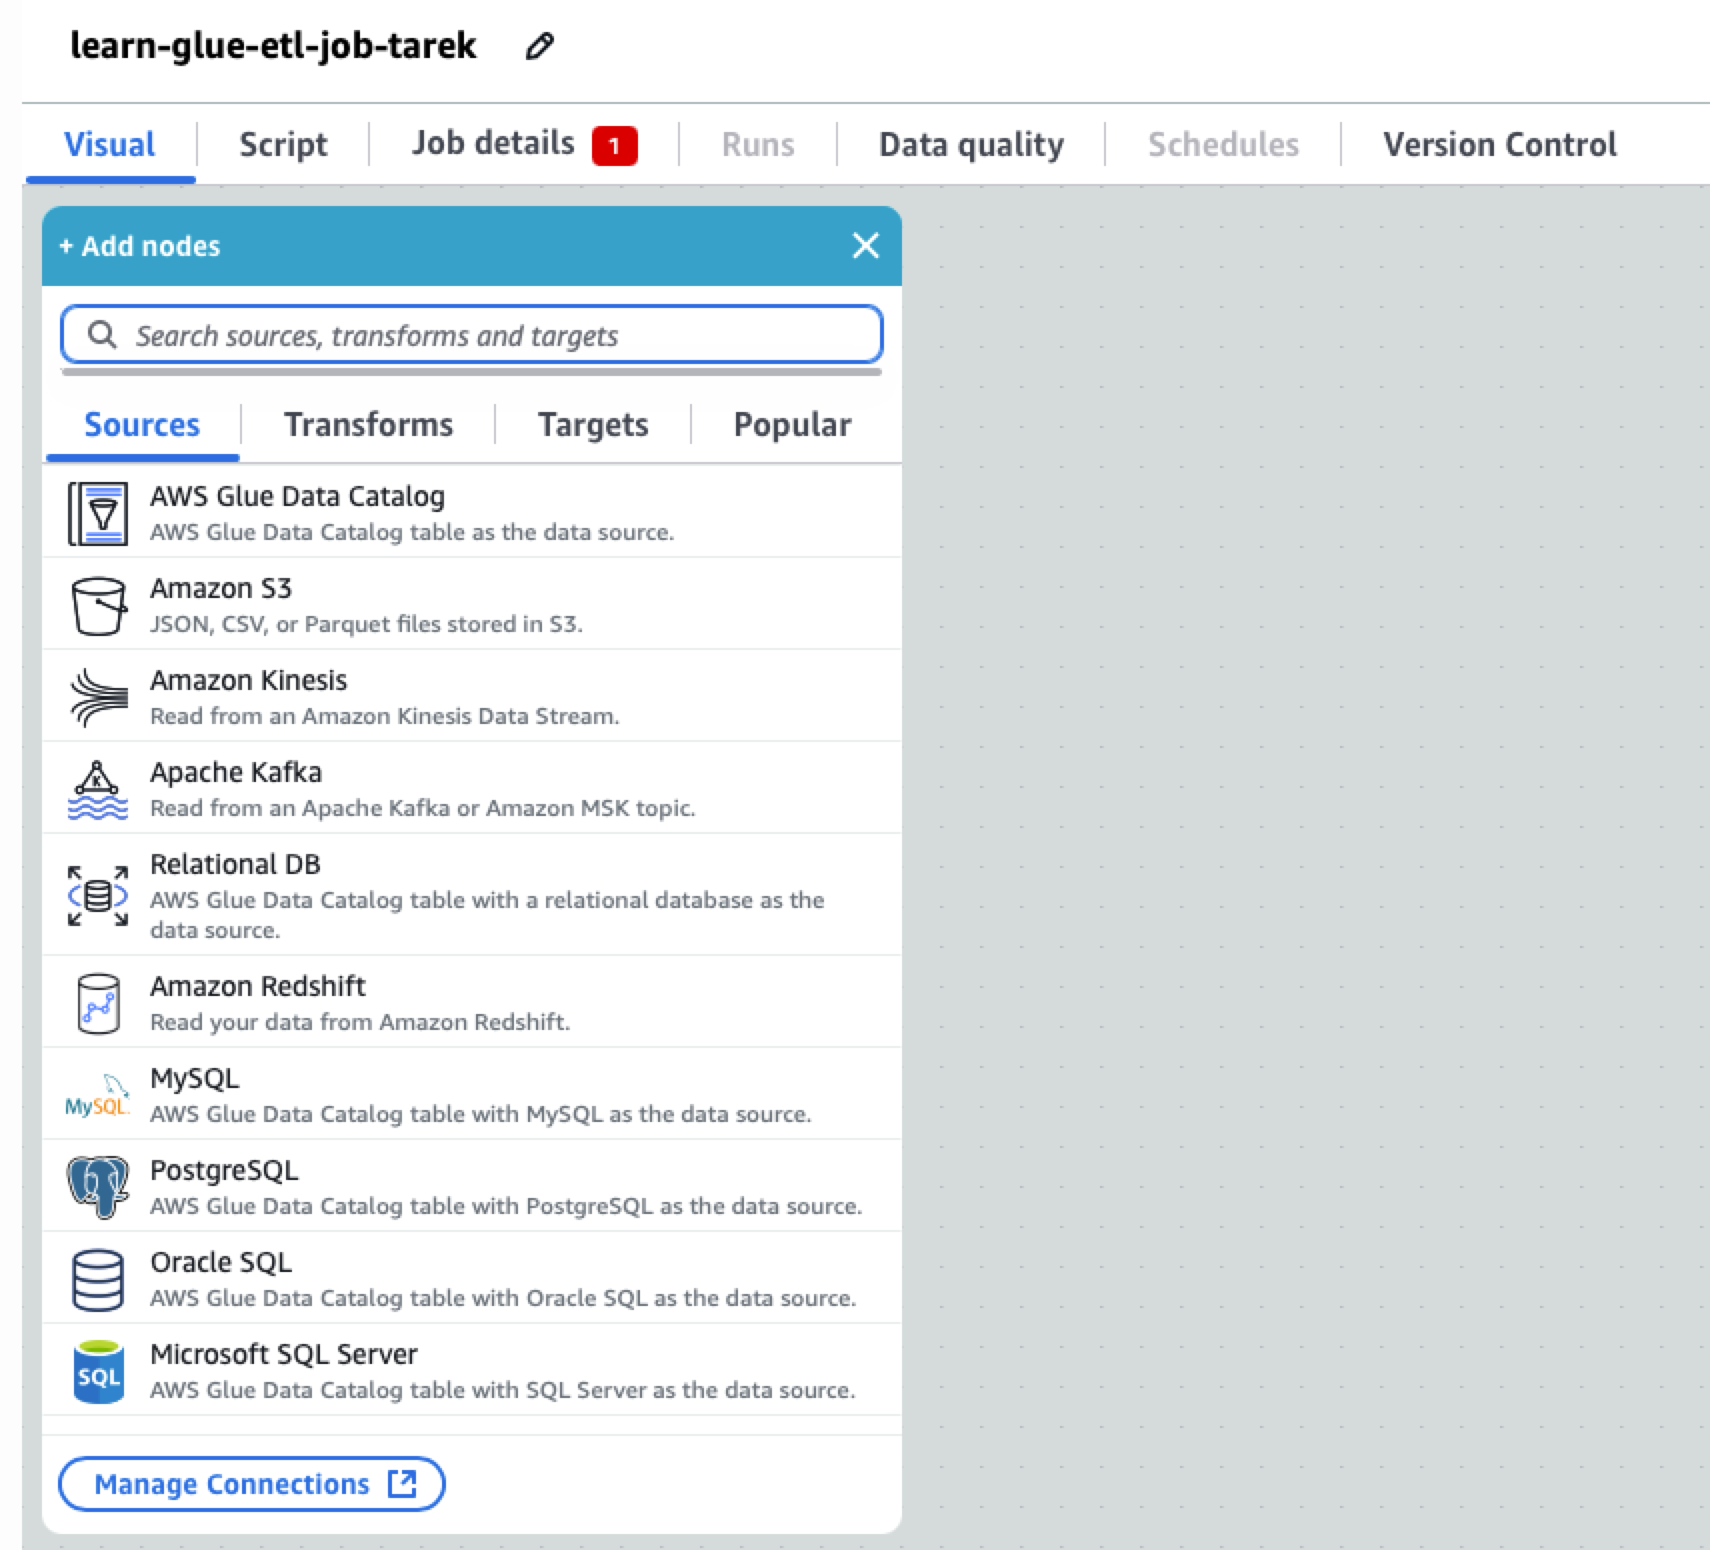 learn-glue-etl-job-tarek
Visual
Script
Job details 1
Runs
Data quality
Schedules
Version Control
+ Add nodes
Search sources, transforms and targets
Sources
Transforms
Targets
Popular
AWS Glue Data Catalog
AWS Glue Data Catalog table as the data source.
Amazon S3
JSON, CSV, or Parquet files stored in S3.
Amazon Kinesis
Read from an Amazon Kinesis Data Stream.
K
Apache Kafka
Read from an Apache Kafka or Amazon MSK topic.
Relational DB
AWS Glue Data Catalog table with a relational database as the
data source.
Amazon Redshift
Read your data from Amazon Redshift.
MySQL
MySQL
AWS Glue Data Catalog table with MySQL as the data source.
PostgreSQL
AWS Glue Data Catalog table with PostgreSQL as the data source.
Oracle SQL
AWS Glue Data Catalog table with Oracle SQL as the data source.
SQL
Microsoft SQL Server
AWS Glue Data Catalog table with SQL Server as the data source.
Manage Connections